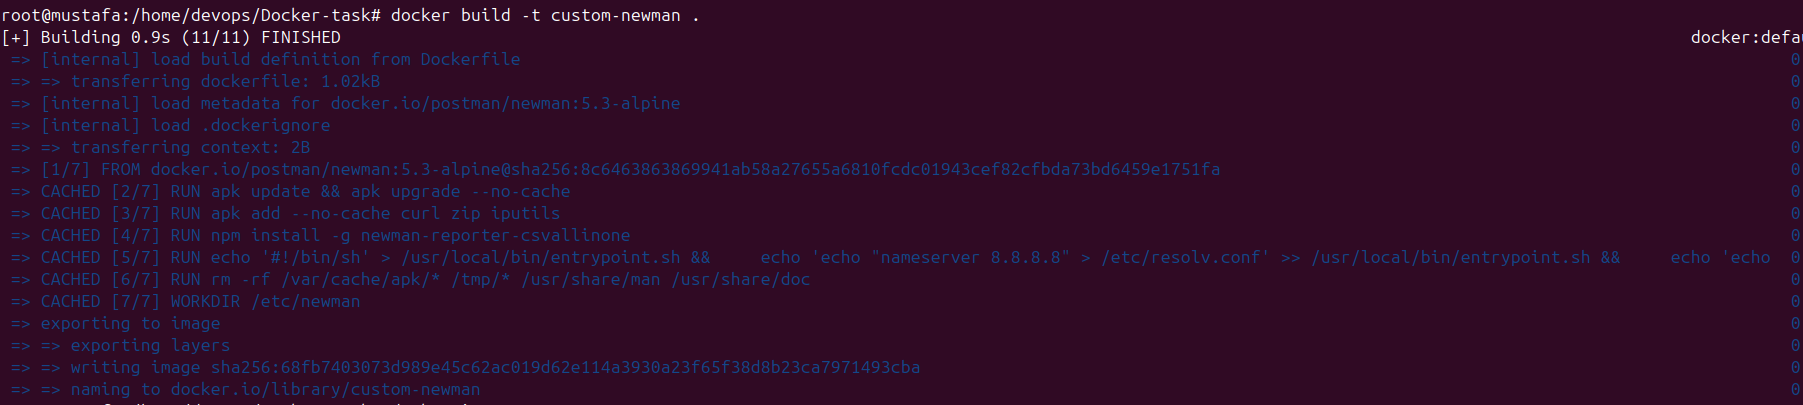 root@mustafa:/home/devops/Docker-task# docker build -t custom-newman .
[+] Building 0.9s (11/11) FINISHED docker:defau
=> [internal] load build definition from Dockerfile 0
=> => transferring dockerfile: 1.02kB 0
=> [internal] load metadata for docker.io/postman/newman:5.3-alpine 0
=> [internal] load .dockerignore 0
=> => transferring context: 2B 0
=> [1/7] FROM docker.io/postman/newman:5.3-alpine@sha256:8c6463863869941ab58a27655a6810fcdc01943cef82cfbda73bd6459e1751fa 0
=> CACHED [2/7] RUN apk update && apk upgrade --no-cache 0
=> CACHED [3/7] RUN apk add --no-cache curl zip iputils 0
=> CACHED [4/7] RUN npm install -g newman-reporter-csvallinone 0
=> CACHED [5/7] RUN echo '#!/bin/sh' > /usr/local/bin/entrypoint.sh &&     echo 'echo "nameserver 8.8.8.8" > /etc/resolv.conf' >> /usr/local/bin/entrypoint.sh &&     echo 'echo 0
=> CACHED [6/7] RUN rm -rf /var/cache/apk/* /tmp/* /usr/share/man /usr/share/doc 0
=> CACHED [7/7] WORKDIR /etc/newman 0
=> exporting to image 0
=> => exporting layers 0
=> => writing image sha256:68fb7403073d989e45c62ac019d62e114a3930a23f65f38d8b23ca7971493cba 0
=> => naming to docker.io/library/custom-newman 0